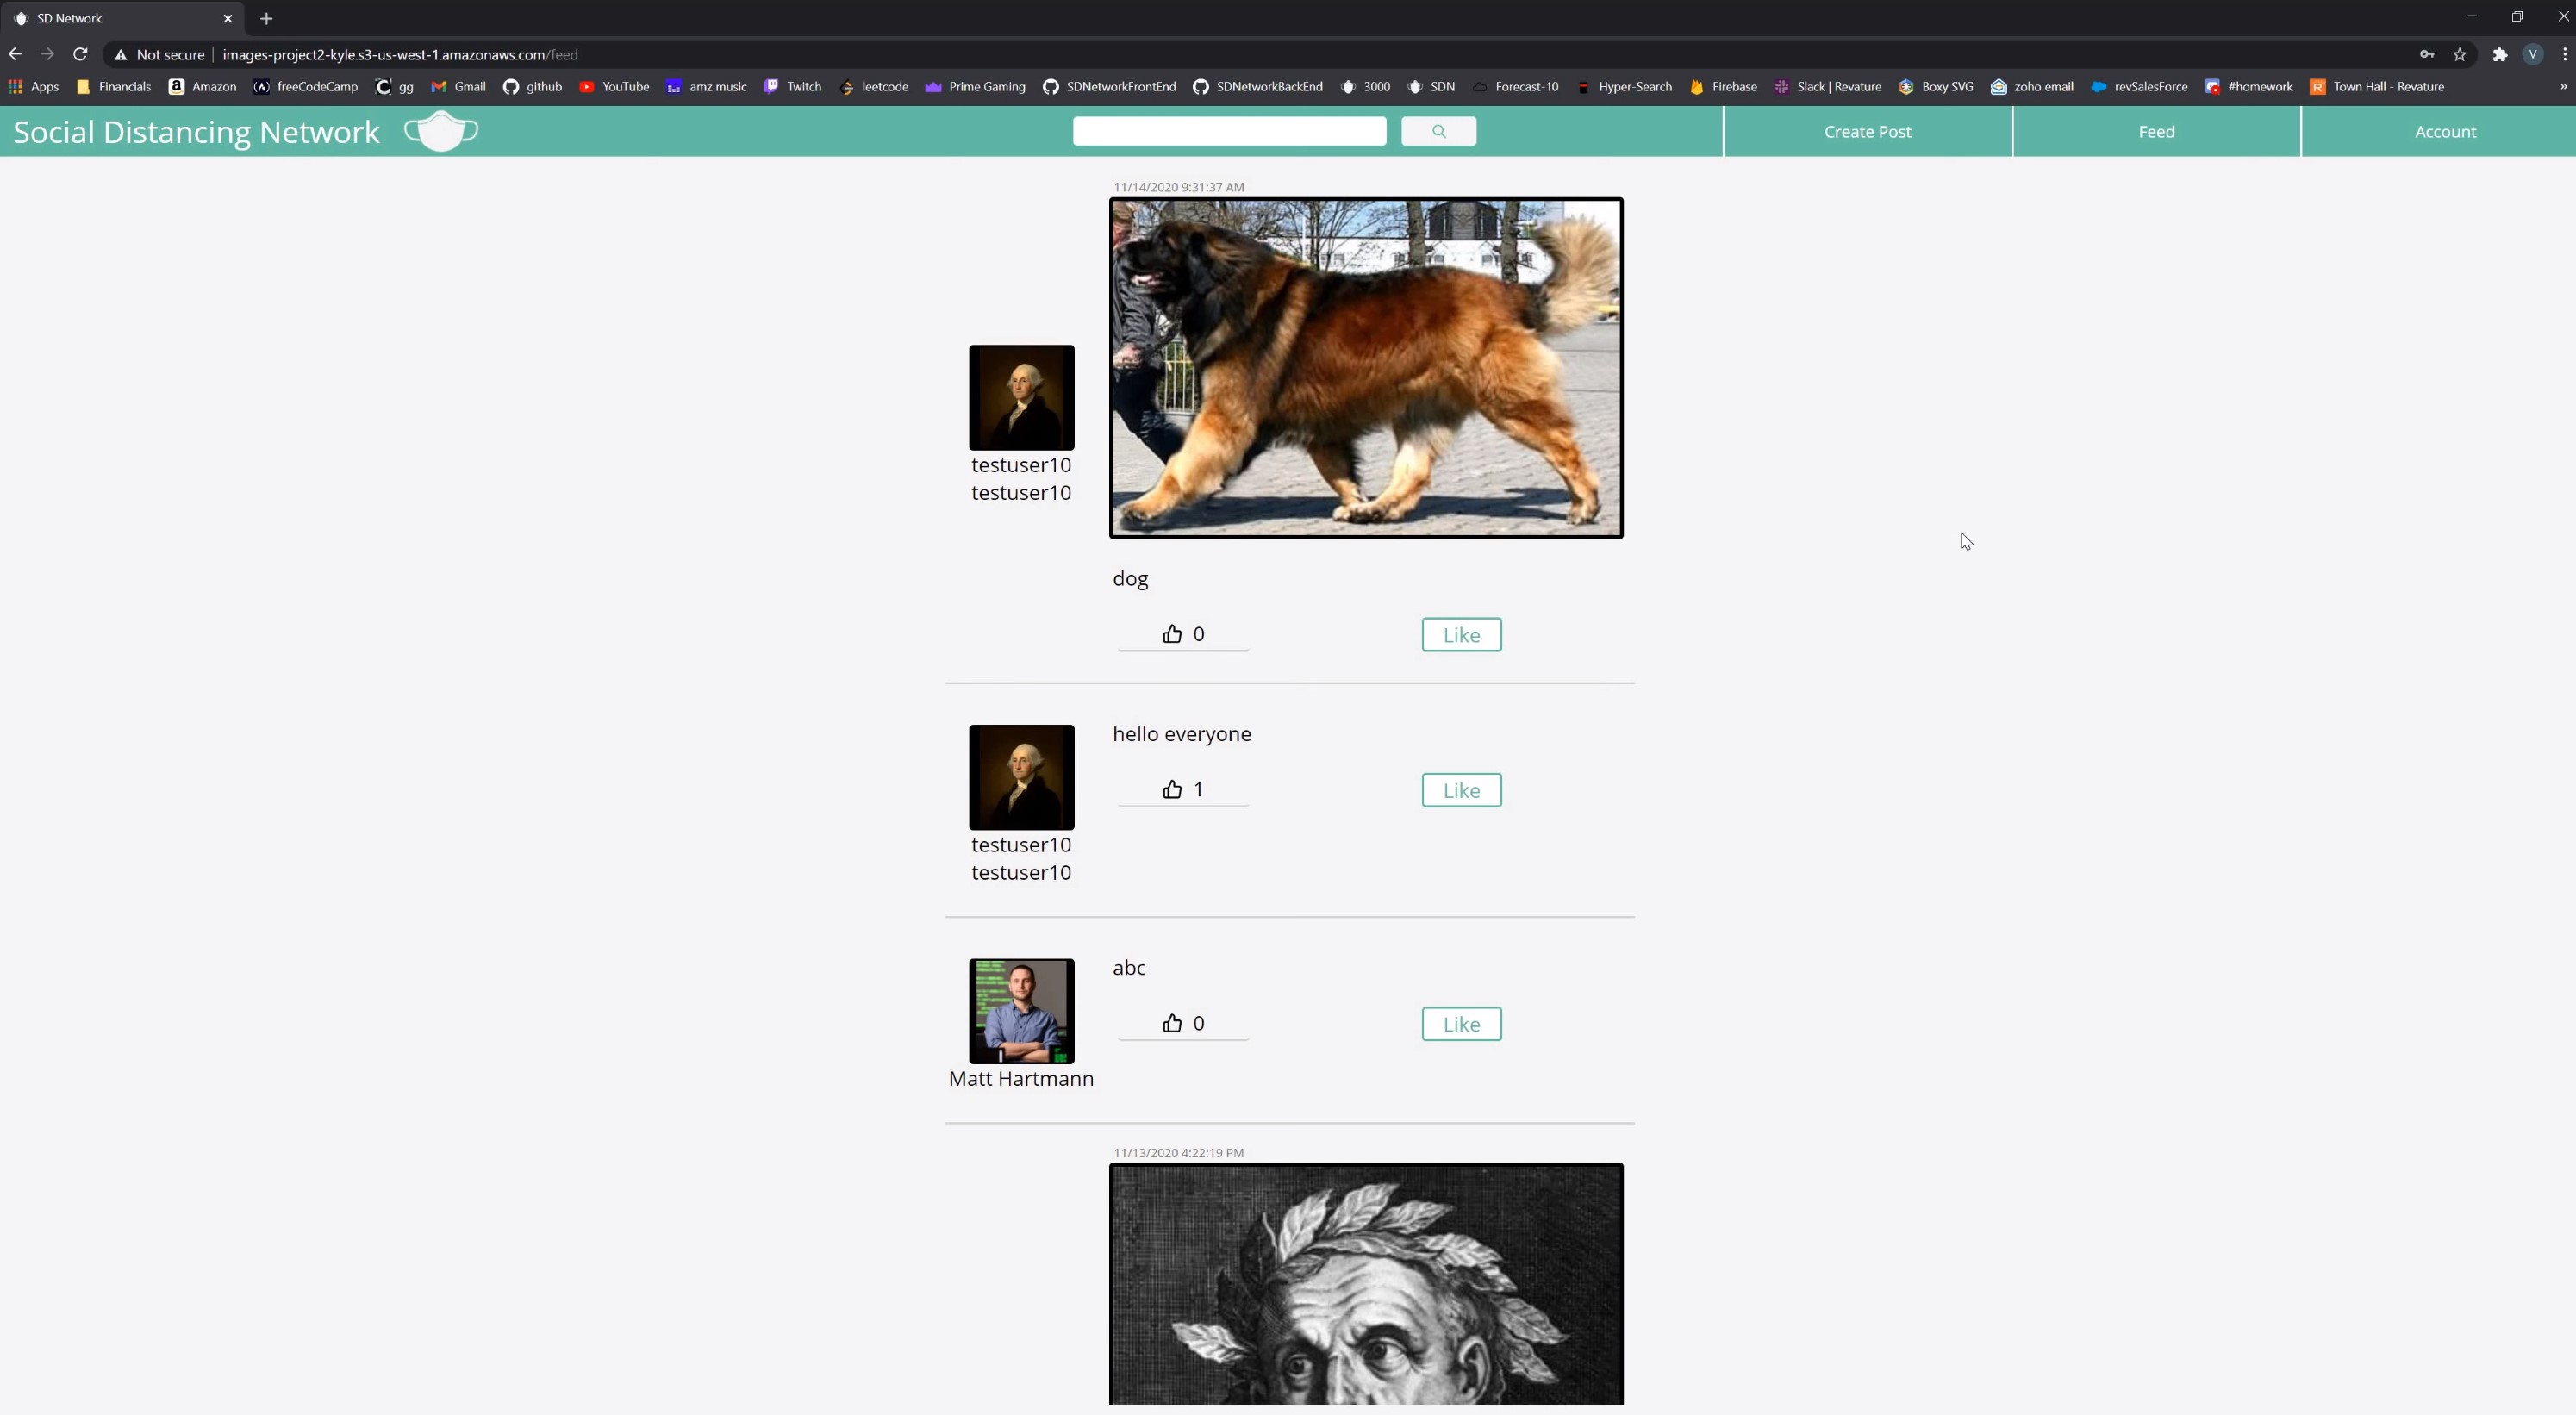 SD Network
Not secure images-project2-kyle.s3-us-west-1.amazonaws.com/feed
V
Apps Financials Amazon freeCodeCamp gg Gmail github YouTube amz music Twitch leetcode Prime Gaming SDNetworkFrontEnd SDNetworkBackEnd 3000 SDN Forecast-10 Hyper-Search Firebase Slack | Revature Boxy SVG zoho email revSalesForce #homework Town Hall - Revature »
Social Distancing Network Create Post Feed Account
11/14/2020 9:31:37 AM
testuser10
testuser10
dog
0 Like
hello everyone
1 Like
testuser10
testuser10
abc
0 Like
Matt Hartmann
11/13/2020 4:22:19 PM